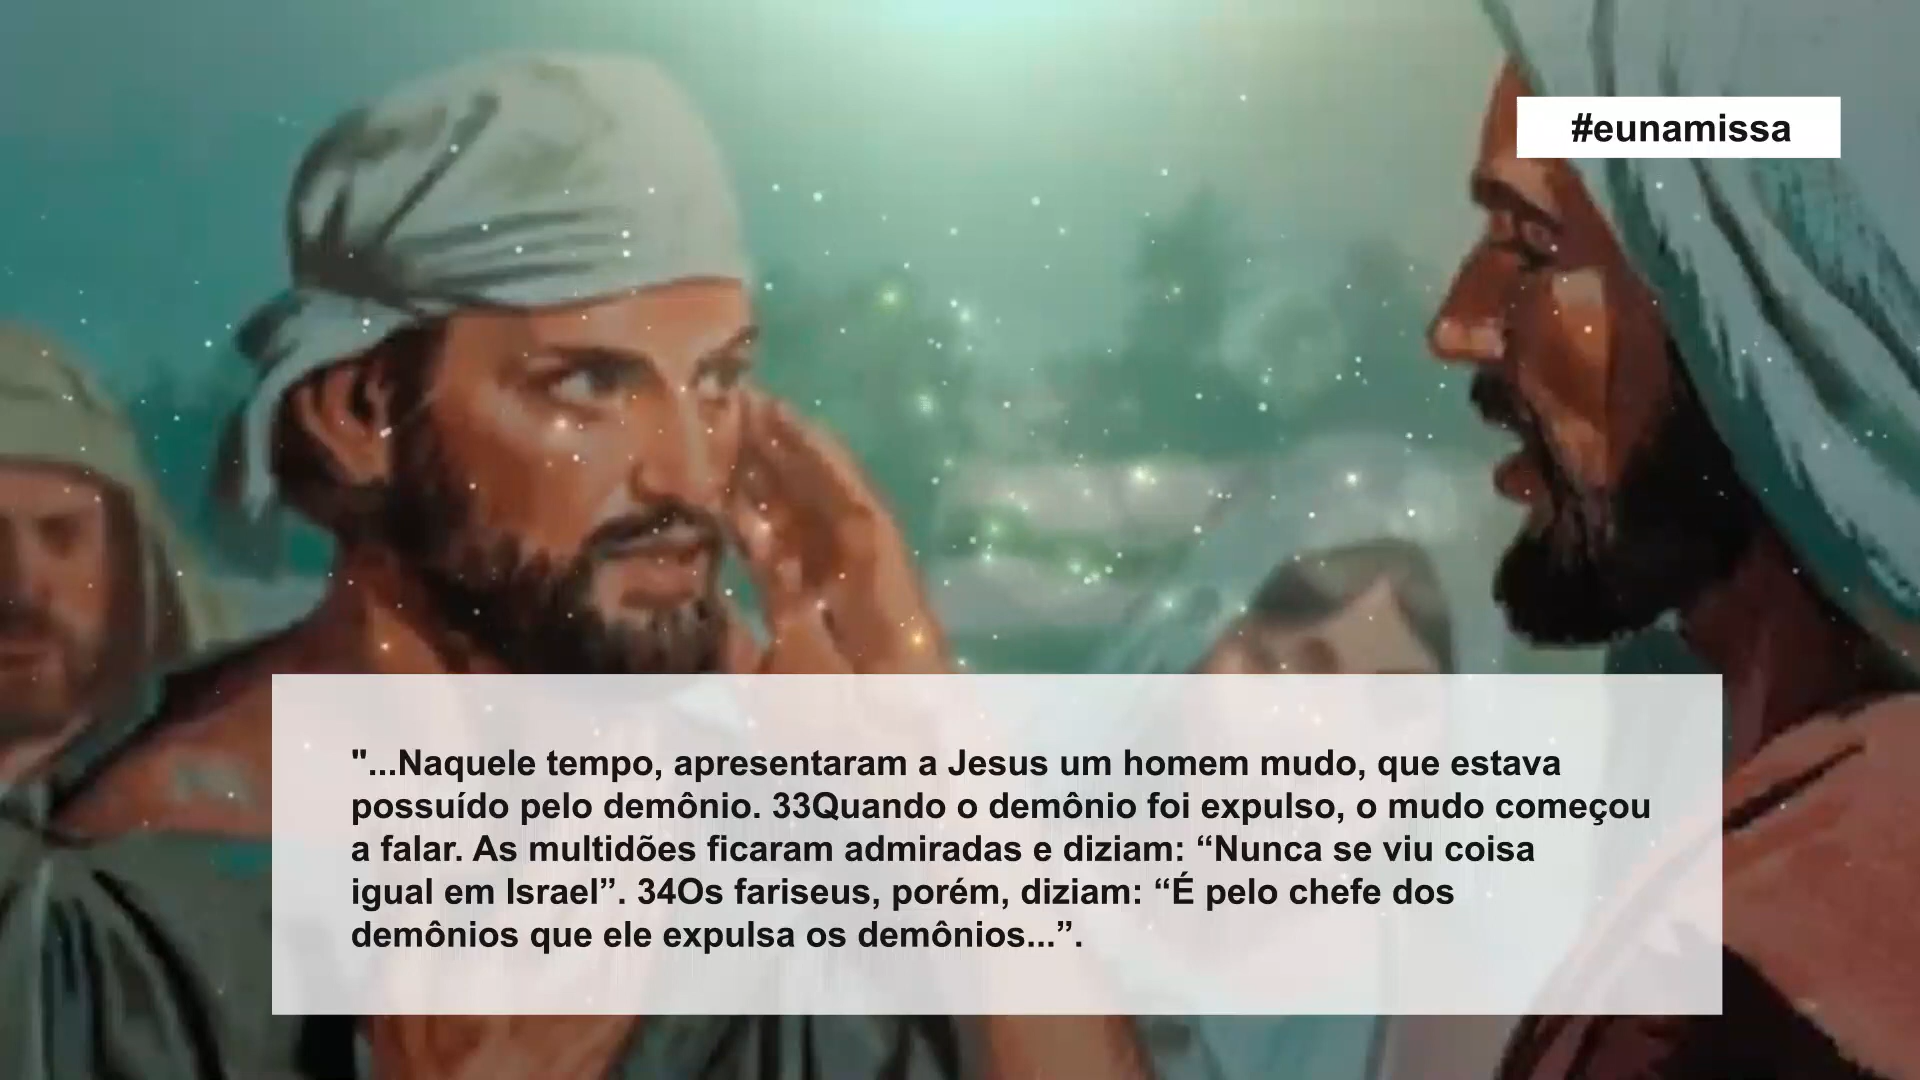 #eunamissa
"...Naquele tempo, apresentaram a Jesus um homem mudo, que estava
possuído pelo demônio. 33Quando o demônio foi expulso, o mudo começou
a falar. As multidões ficaram admiradas e diziam: “Nunca se viu coisa
igual em Israel”. 34Os fariseus, porém, diziam: “É pelo chefe dos
demônios que ele expulsa os demônios...”.